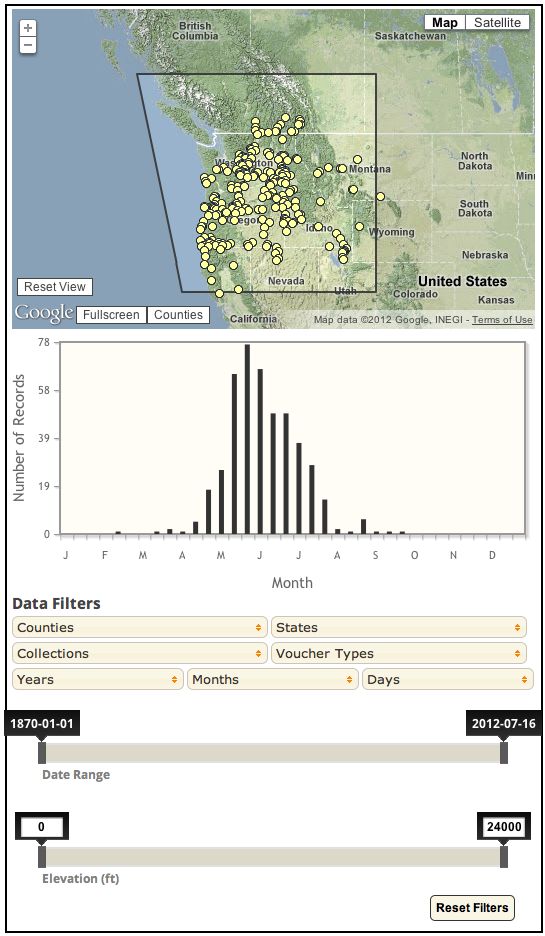 +
−
British
Columbia
Saskatchewan
Map
Satellite
Washington
Montana
North
Dakota
Minn
South
Dakota
Oregon
Idaho
Wyoming
Nebraska
Nevada
Utah
United States
Colorado
Kansas
California
Reset View
Google
Fullscreen
Counties
Map data ©2012 Google, INEGI - Terms of Use
78
58
39
19
0
Number of Records
J F M M A M J J A S O N D
Month
Data Filters
Counties
States
Collections
Voucher Types
Years
Months
Days
1870-01-01
2012-07-16
Date Range
0
24000
Elevation (ft)
Reset Filters